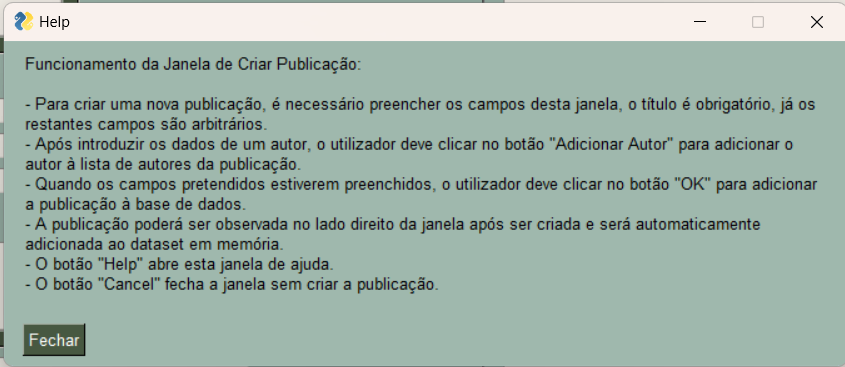 Help
Funcionamento da Janela de Criar Publicação:
- Para criar uma nova publicação, é necessário preencher os campos desta janela, o título é obrigatório, já os
restantes campos são arbitrários.
- Após introduzir os dados de um autor, o utilizador deve clicar no botão "Adicionar Autor" para adicionar o
autor à lista de autores da publicação.
- Quando os campos pretendidos estiverem preenchidos, o utilizador deve clicar no botão "OK" para adicionar
a publicação à base de dados.
- A publicação poderá ser observada no lado direito da janela após ser criada e será automaticamente
adicionada ao dataset em memória.
- O botão "Help" abre esta janela de ajuda.
- O botão "Cancel" fecha a janela sem criar a publicação.
Fechar